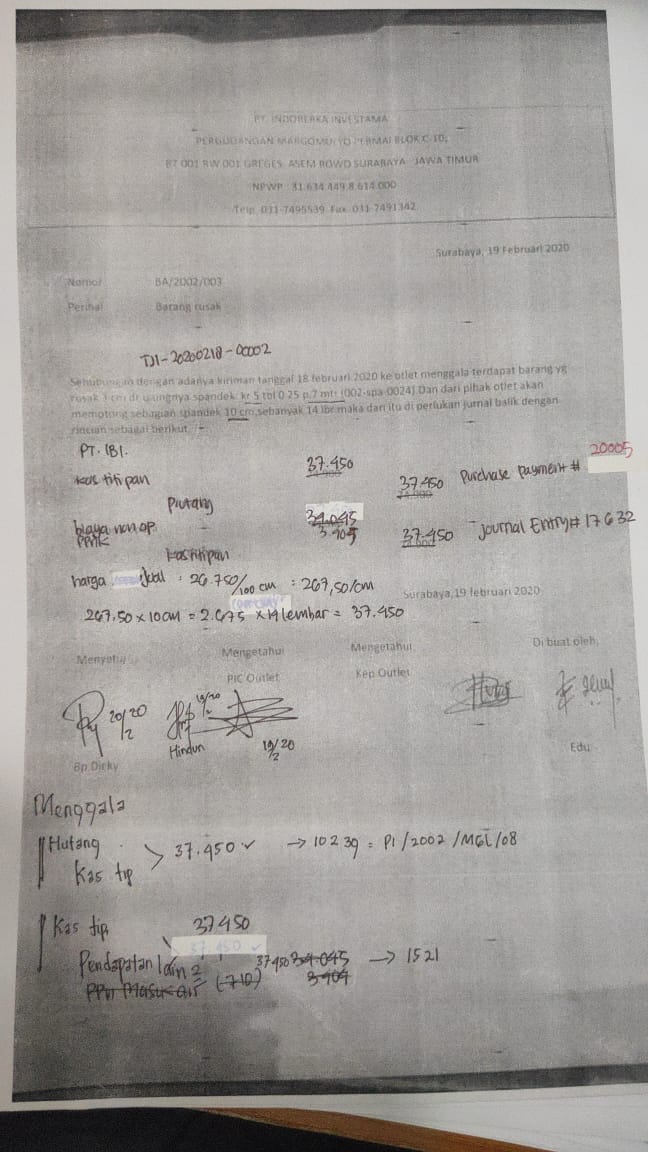 PT. INDOBERKA INVESTAMA
PERGUDANGAN MARGOMULYO PERMAI BLOK C-10,
RT 001 RW 001 GREGES ASEM ROWO SURABAYA JAWA TIMUR
NPWP : 31.634.449.8.614.000
Telp. 031-7495539 Fax. 031-7491342
Surabaya, 19 Februari 2020
Nomor BA/2002/003
Perihal Barang rusak
TJ1-20200218-00002
Sehubungan dengan adanya kiriman tanggal 18 februari 2020 ke otlet menggala terdapat barang yg
rusak 3 cm di ujungnya spandek kr 5 tbl 0.25 p.7 mtr (002-spa-0024) Dan dari pihak otlet akan
memotong sebagian spandek 10 cm,sebanyak 14 lbr maka dari itu di perlukan jurnal balik dengan
rincian sebagai berikut.
PT. IBI.
kas titipan 37.450
Piutang 37.450 Purchase payment # 20005
biaya non op. 34.045
PPNK 3.405
kas titipan 37.450 Journal Entry# 17632
harga jual : 26.750/100 cm : 267,50/cm
Surabaya, 19 februari 2020
267.50 x 10cm = 2.675 x 14 lembar = 37.450
Menyetuj Mengetahui Mengetahui Di buat oleh,
PIC Outlet Kep Outlet
20/20 2 19/20 2
Hindun 19/20 2
Bp Dicky Edu
Menggala
Hutang
Kas tip > 37.450 ✓ → 10239 = PI/2002/MGL/08
Kas tip 37450
37.450 ✓
Pendapatan lain 2 (710) 37450 34.045 → 1521
PPN Masukan 3404